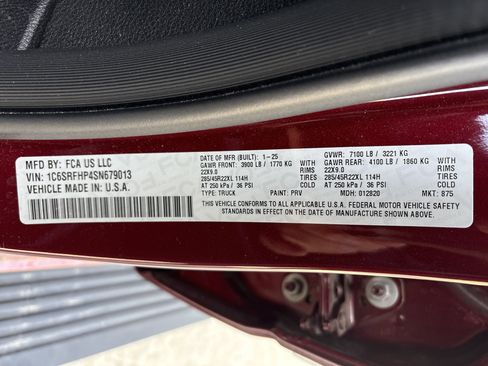 MFD BY: FCA US LLC
VIN: 1C6SRFHP4SN679013
VEHICLE MADE IN U.S.A.
DATE OF MFR (BUILT): 1-25 GVWR: 7100 LB / 3221 KG
GAWR FRONT: 3900 LB / 1770 KG WITH GAWR REAR: 4100 LB / 1860 KG WITH
22X9.0 RIMS 22X9.0 RIMS
285/45R22XL 114H TIRES 285/45R22XL 114H TIRES
AT 250 kPa / 36 PSI COLD AT 250 kPa / 36 PSI COLD
TYPE: TRUCK PAINT: PRV MDH: 012820 MKT: 875
THIS VEHICLE CONFORMS TO ALL APPLICABLE U.S.A. FEDERAL MOTOR VEHICLE SAFETY
STANDARDS IN EFFECT ON THE DATE OF MANUFACTURE SHOWN ABOVE.